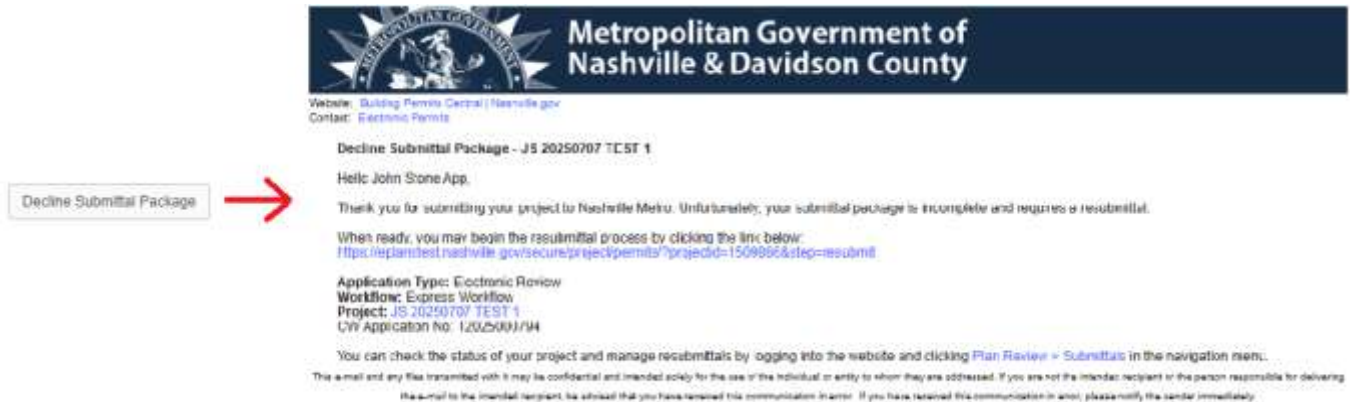 METROPOLITAN GOVERNMENT
Metropolitan Government of
Nashville & Davidson County
Website: Building Permits Central | Nashville.gov
Contact: Electronic Permits
Decline Submittal Package - JS 20250707 TEST 1
Hello John Stone App,
Decline Submittal Package
Thank you for submitting your project to Nashville Metro. Unfortunately, your submittal package is incomplete and requires a resubmittal.
When ready, you may begin the resubmittal process by clicking the link below:
https://eplanstest.nashville.gov/secure/project/permits/?projectid=1509866&step=resubmit
Application Type: Electronic Review
Workflow: Express Workflow
Project: JS 20250707 TEST 1
CW Application No: T2025003794
You can check the status of your project and manage resubmittals by logging into the website and clicking Plan Review > Submittals in the navigation menu.
This e-mail and any files transmitted with it may be confidential and intended solely for the use of the individual or entity to whom they are addressed. If you are not the intended recipient or the person responsible for delivering
the e-mail to the intended recipient, be advised that you have received this communication in error. If you have received this communication in error, please notify the sender immediately.